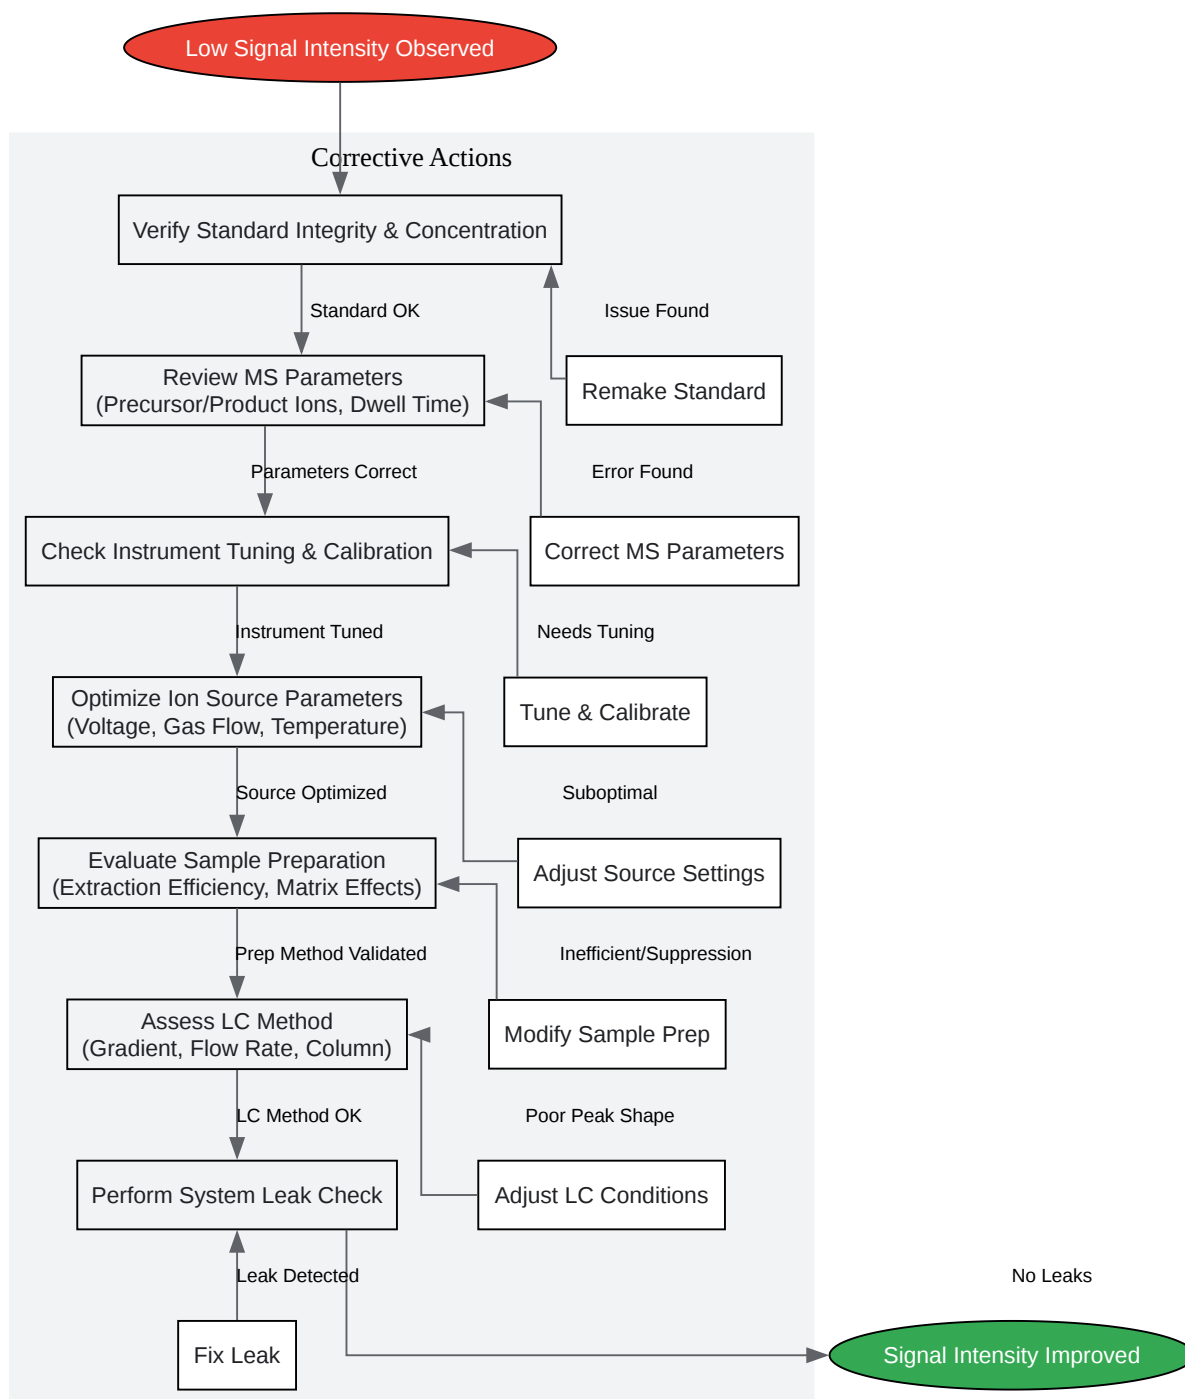 Low Signal Intensity Observed
Corrective Actions
Verify Standard Integrity & Concentration
Standard OK
Issue Found
Review MS Parameters
(Precursor/Product Ions, Dwell Time)
Remake Standard
Parameters Correct
Error Found
Check Instrument Tuning & Calibration
Correct MS Parameters
Instrument Tuned
Needs Tuning
Optimize Ion Source Parameters
(Voltage, Gas Flow, Temperature)
Tune & Calibrate
Source Optimized
Suboptimal
Evaluate Sample Preparation
(Extraction Efficiency, Matrix Effects)
Adjust Source Settings
Prep Method Validated
Inefficient/Suppression
Assess LC Method
(Gradient, Flow Rate, Column)
Modify Sample Prep
LC Method OK
Poor Peak Shape
Perform System Leak Check
Adjust LC Conditions
Leak Detected
No Leaks
Fix Leak
Signal Intensity Improved